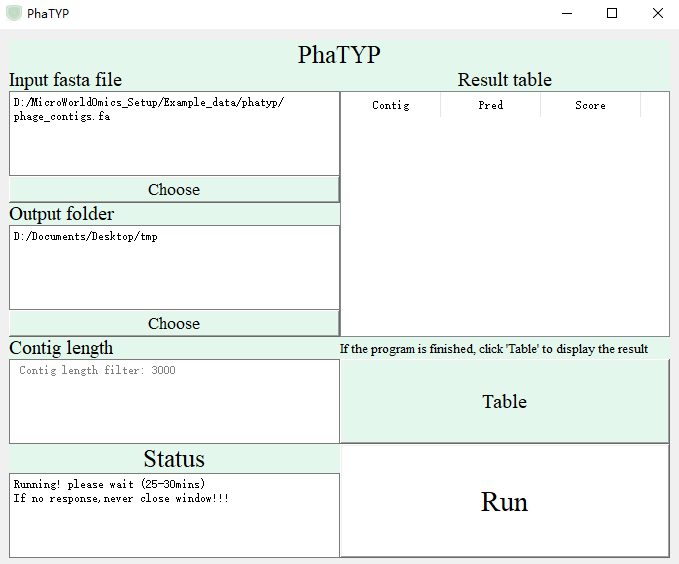 PhaTYP
PhaTYP
Input fasta file
Result table
D:/MicroWorldOmics_Setup/Example_data/phatyp/
phage_contigs.fa
Contig Pred Score
Choose
Output folder
D:/Documents/Desktop/tmp
Choose
Contig length
If the program is finished, click 'Table' to display the result
Contig length filter: 3000
Table
Status
Running! please wait (25-30mins)
If no response,never close window!!!
Run